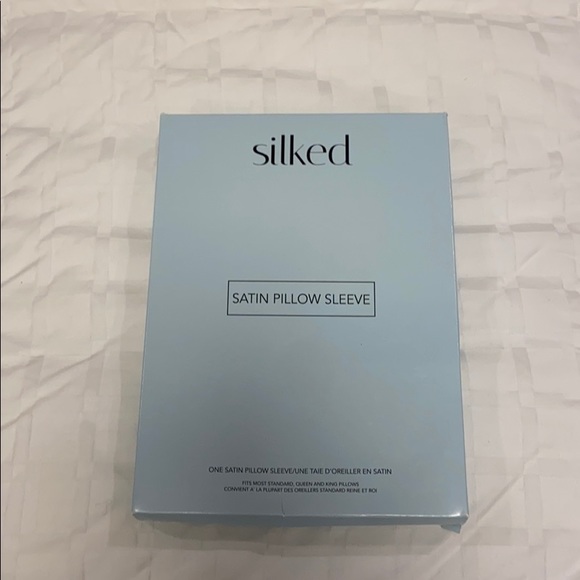 silked
SATIN PILLOW SLEEVE
ONE SATIN PILLOW SLEEVE/UNE TAIE D'OREILLER EN SATIN
FITS MOST STANDARD, QUEEN AND KING PILLOWS
CONVIENT A' LA PLUPART DES OREILLERS STANDARD REINE ET ROI